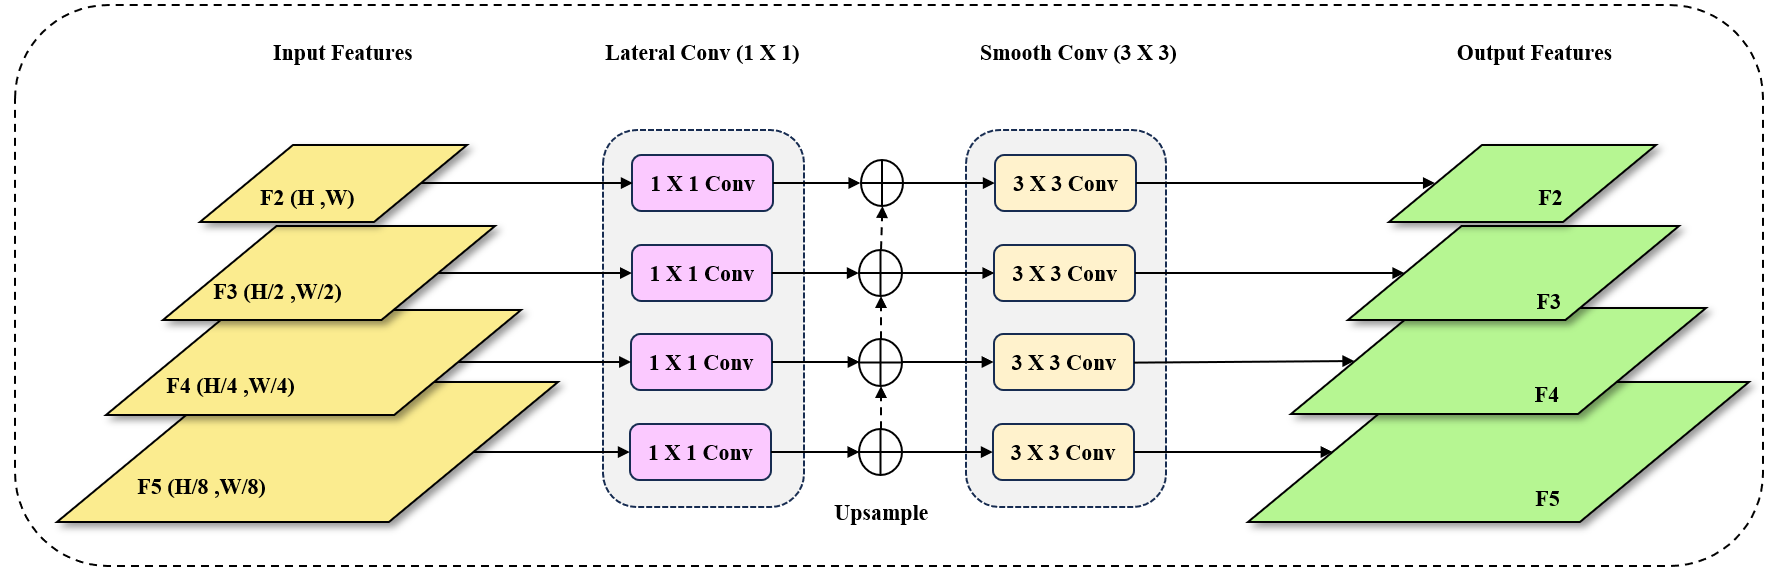 Input Features
Lateral Conv (1 X 1)
Smooth Conv (3 X 3)
Output Features
F2 (H ,W)
1 X 1 Conv
3 X 3 Conv
F2
F3 (H/2 ,W/2)
1 X 1 Conv
3 X 3 Conv
F3
F4 (H/4 ,W/4)
1 X 1 Conv
3 X 3 Conv
F4
F5 (H/8 ,W/8)
1 X 1 Conv
3 X 3 Conv
F5
Upsample